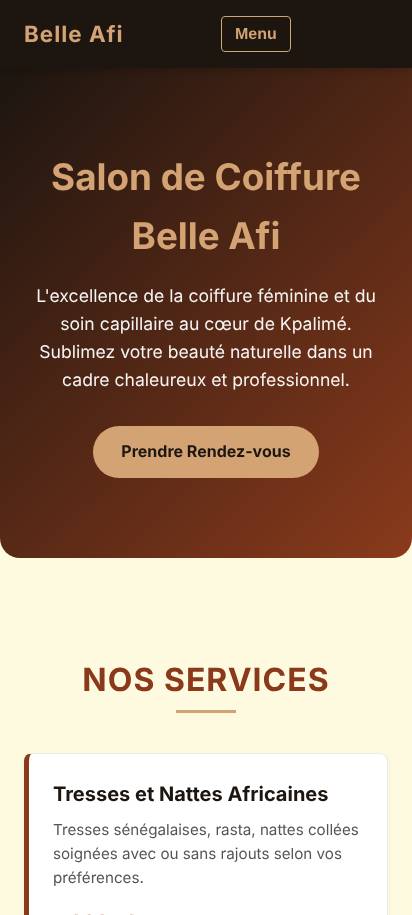 Belle Afi
Menu
Salon de Coiffure
Belle Afi
L'excellence de la coiffure féminine et du
soin capillaire au cœur de Kpalimé.
Sublimez votre beauté naturelle dans un
cadre chaleureux et professionnel.
Prendre Rendez-vous
NOS SERVICES
Tresses et Nattes Africaines
Tresses sénégalaises, rasta, nattes collées
soignées avec ou sans rajouts selon vos
préférences.